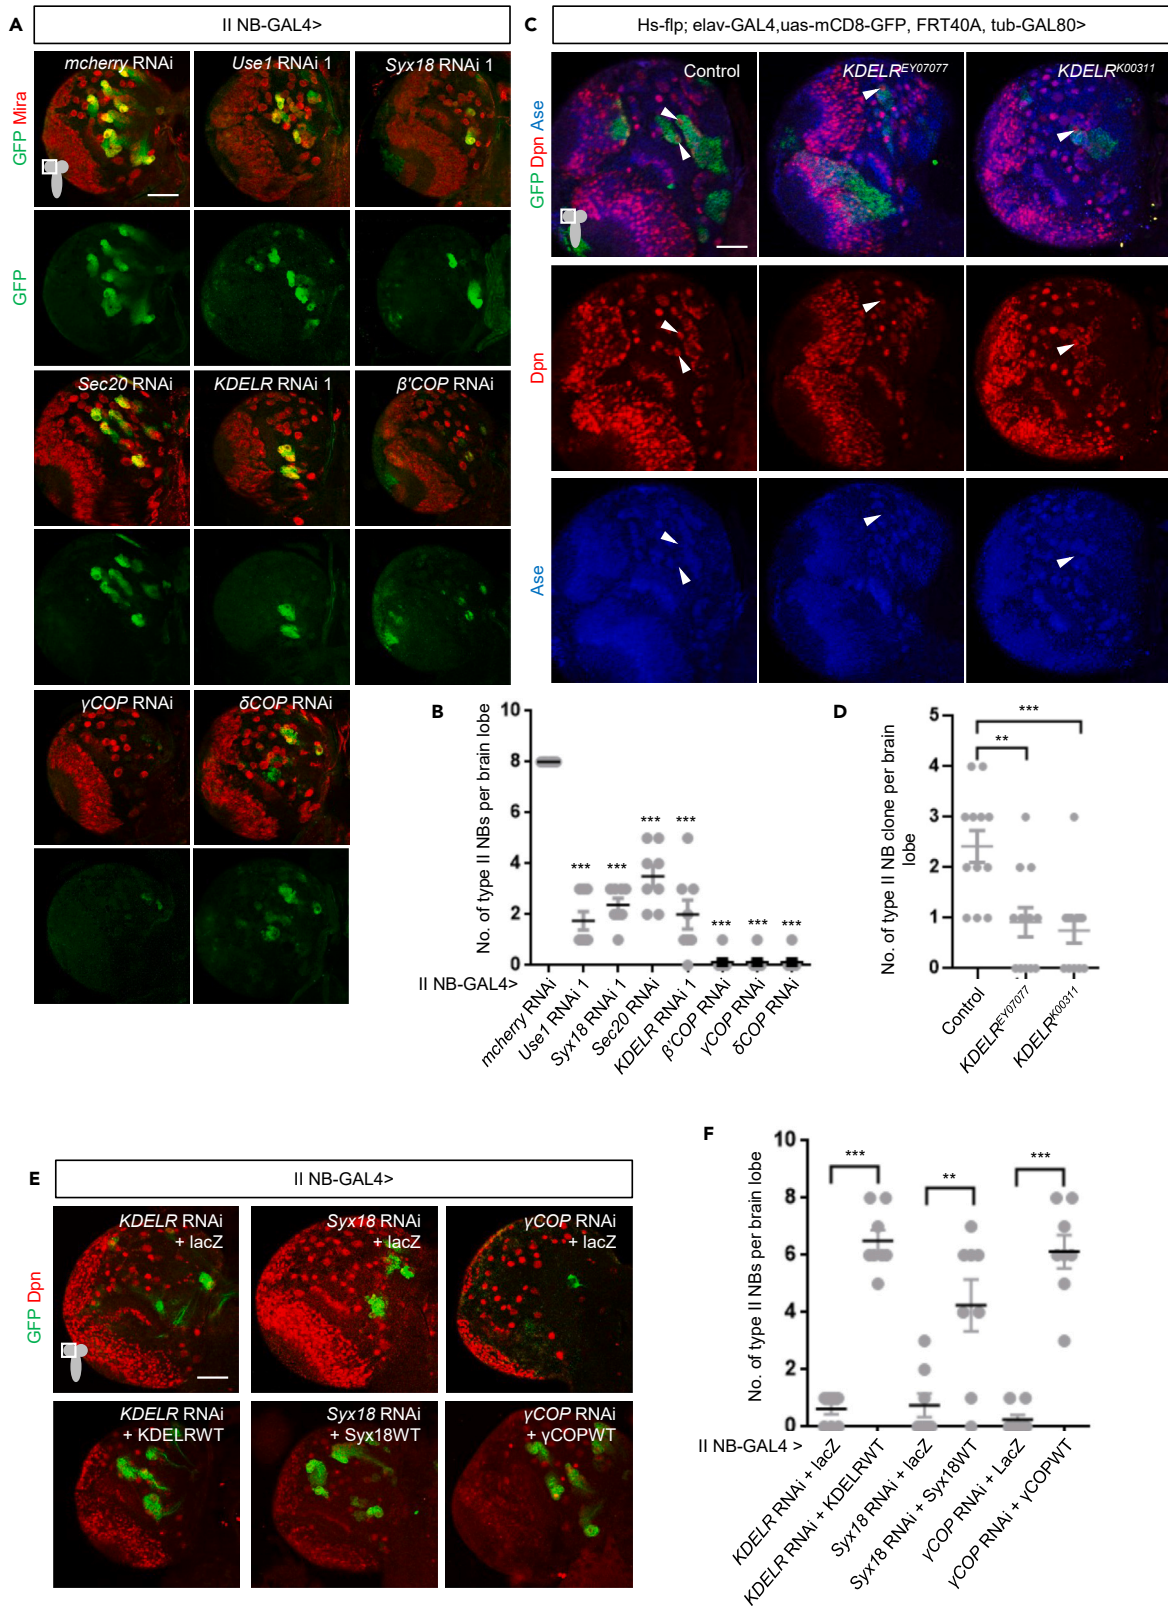 A
II NB-GAL4>
GFP Mira
mcherry RNAi
Use1 RNAi 1
Syx18 RNAi 1
GFP
Sec20 RNAi
KDELR RNAi 1
β'COP RNAi
γCOP RNAi
δCOP RNAi
C
Hs-flp; elav-GAL4,uas-mCD8-GFP, FRT40A, tub-GAL80>
GFP Dpn Ase
Control
KDELR^EY07077
KDELR^K00311
Dpn
Ase
B
No. of type II NBs per brain lobe
10
8
6
4
2
0
***
***
***
***
***
***
***
II NB-GAL4>
mcherry RNAi
Use1 RNAi 1
Syx18 RNAi 1
Sec20 RNAi
KDELR RNAi 1
β'COP RNAi
γCOP RNAi
δCOP RNAi
D
No. of type II NB clone per brain
lobe
5
4
3
2
1
0
***
**
Control
KDELR^EY07077
KDELR^K00311
E
II NB-GAL4>
GFP Dpn
KDELR RNAi
+ lacZ
Syx18 RNAi
+ lacZ
γCOP RNAi
+ lacZ
KDELR RNAi
+ KDELRWT
Syx18 RNAi
+ Syx18WT
γCOP RNAi
+ γCOPWT
F
No. of type II NBs per brain lobe
10
8
6
4
2
0
***
**
***
II NB-GAL4 >
KDELR RNAi + lacZ
KDELR RNAi + KDELRWT
Syx18 RNAi + lacZ
Syx18 RNAi + Syx18WT
γCOP RNAi + LacZ
γCOP RNAi + γCOPWT